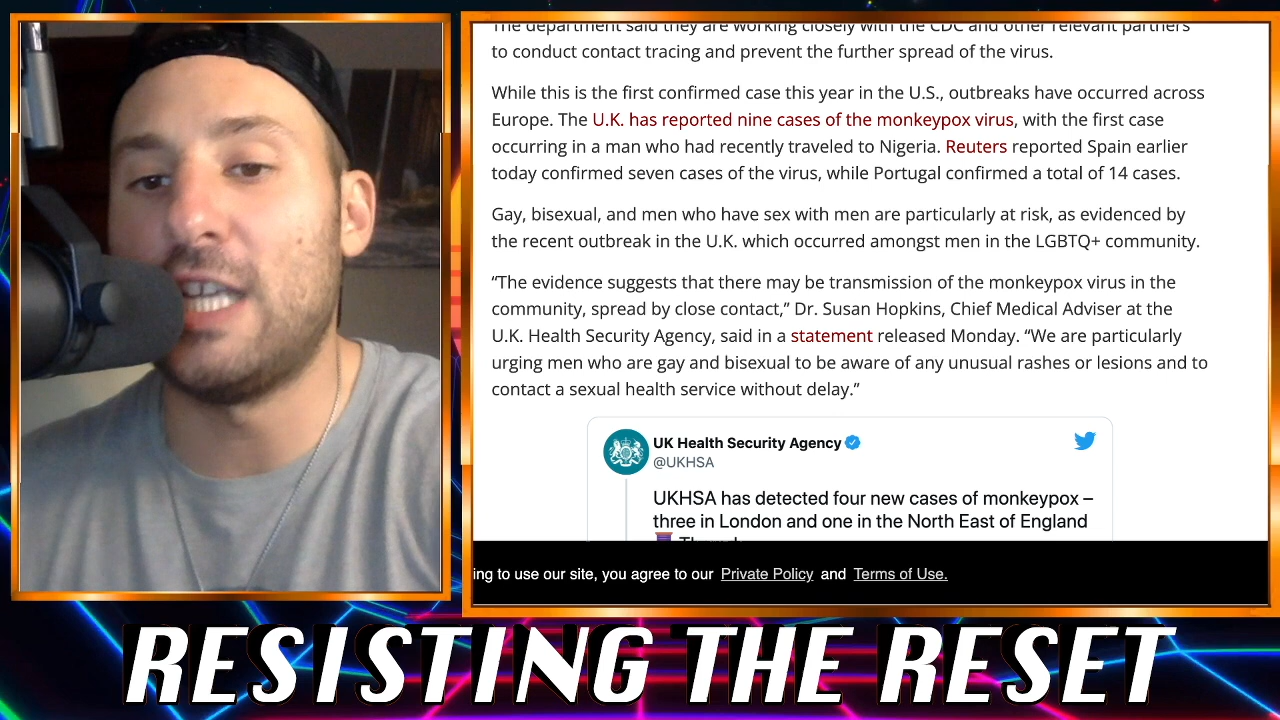 The department said they are working closely with the CDC and other relevant partners
to conduct contact tracing and prevent the further spread of the virus.
While this is the first confirmed case this year in the U.S., outbreaks have occurred across
Europe. The U.K. has reported nine cases of the monkeypox virus, with the first case
occurring in a man who had recently traveled to Nigeria. Reuters reported Spain earlier
today confirmed seven cases of the virus, while Portugal confirmed a total of 14 cases.
Gay, bisexual, and men who have sex with men are particularly at risk, as evidenced by
the recent outbreak in the U.K. which occurred amongst men in the LGBTQ+ community.
“The evidence suggests that there may be transmission of the monkeypox virus in the
community, spread by close contact,” Dr. Susan Hopkins, Chief Medical Adviser at the
U.K. Health Security Agency, said in a statement released Monday. “We are particularly
urging men who are gay and bisexual to be aware of any unusual rashes or lesions and to
contact a sexual health service without delay.”
UK Health Security Agency
@UKHSA
UKHSA has detected four new cases of monkeypox –
three in London and one in the North East of England
ing to use our site, you agree to our Private Policy and Terms of Use.
RESISTING THE RESET